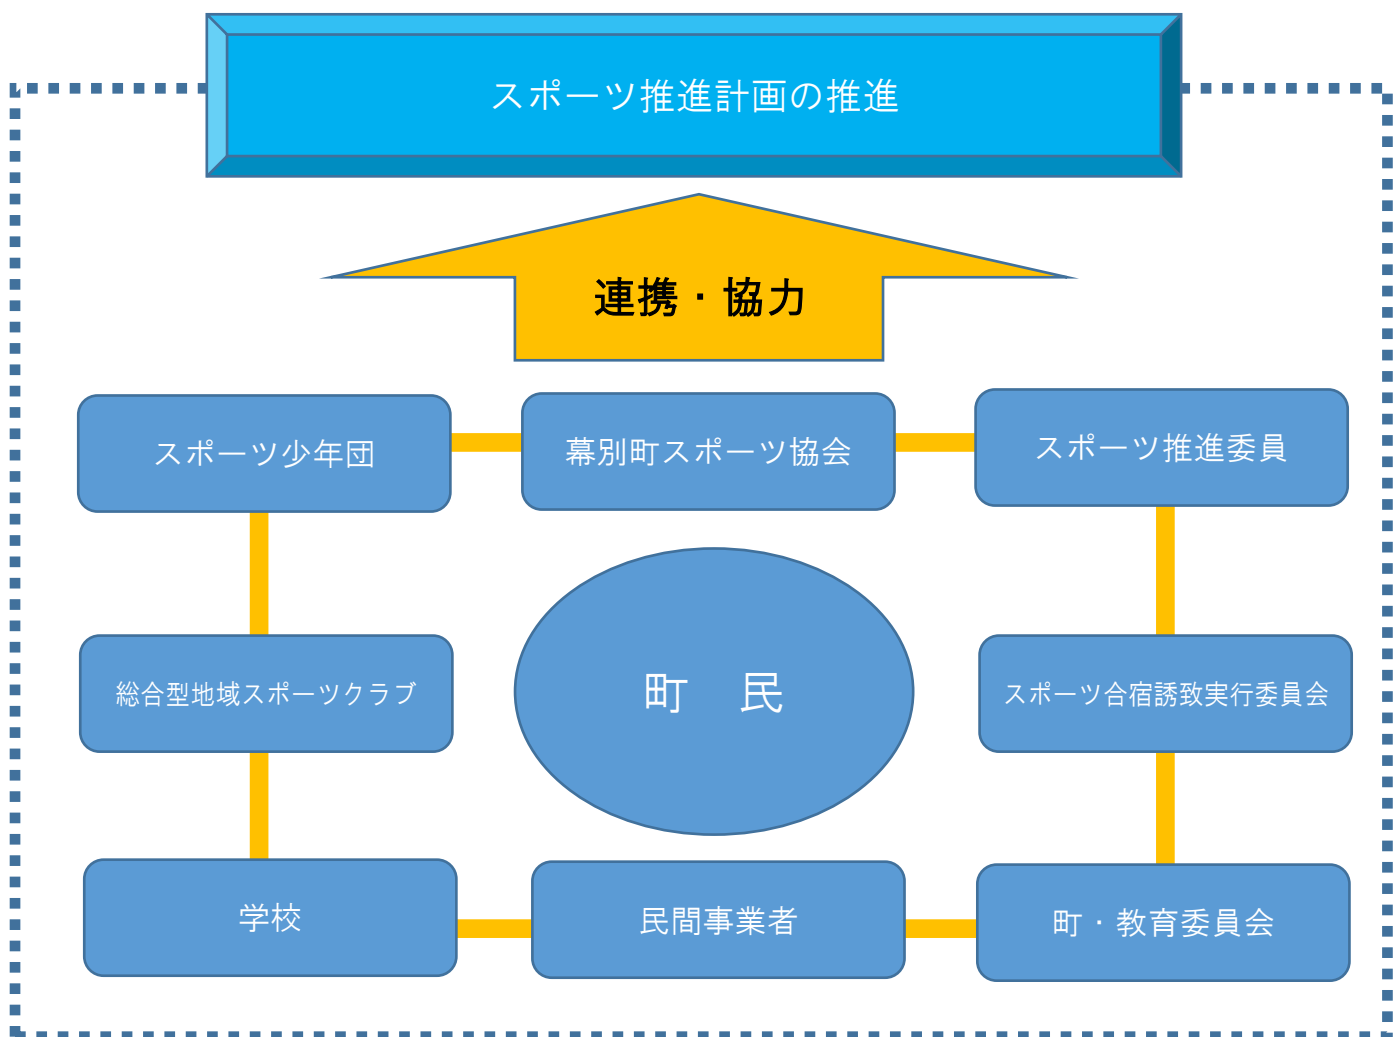 スポーツ推進計画の推進
連携・協力
スポーツ少年団
幕別町スポーツ協会
スポーツ推進委員
総合型地域スポーツクラブ
町　民
スポーツ合宿誘致実行委員会
学校
民間事業者
町・教育委員会